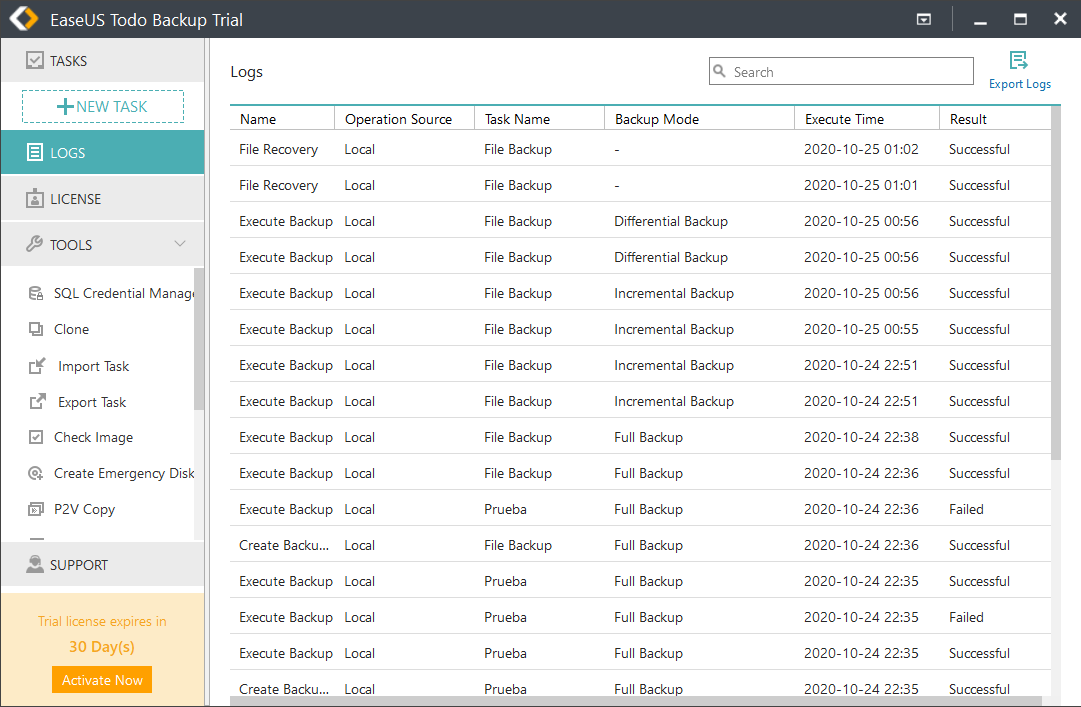 EaseUS Todo Backup Trial
TASKS
NEW TASK
LOGS
LICENSE
TOOLS
SQL Credential Manage
Clone
Import Task
Export Task
Check Image
Create Emergency Disk
P2V Copy
SUPPORT
Trial license expires in
30 Day(s)
Activate Now
Logs
Search
Export Logs
Name Operation Source Task Name Backup Mode Execute Time Result
File Recovery Local File Backup - 2020-10-25 01:02 Successful
File Recovery Local File Backup - 2020-10-25 01:01 Successful
Execute Backup Local File Backup Differential Backup 2020-10-25 00:56 Successful
Execute Backup Local File Backup Differential Backup 2020-10-25 00:56 Successful
Execute Backup Local File Backup Incremental Backup 2020-10-25 00:56 Successful
Execute Backup Local File Backup Incremental Backup 2020-10-25 00:55 Successful
Execute Backup Local File Backup Incremental Backup 2020-10-24 22:51 Successful
Execute Backup Local File Backup Incremental Backup 2020-10-24 22:51 Successful
Execute Backup Local File Backup Full Backup 2020-10-24 22:38 Successful
Execute Backup Local File Backup Full Backup 2020-10-24 22:36 Successful
Execute Backup Local Prueba Full Backup 2020-10-24 22:36 Failed
Create Backu... Local File Backup Full Backup 2020-10-24 22:36 Successful
Execute Backup Local Prueba Full Backup 2020-10-24 22:35 Successful
Execute Backup Local Prueba Full Backup 2020-10-24 22:35 Failed
Execute Backup Local Prueba Full Backup 2020-10-24 22:35 Successful
Create Backu... Local Prueba Full Backup 2020-10-24 22:35 Successful